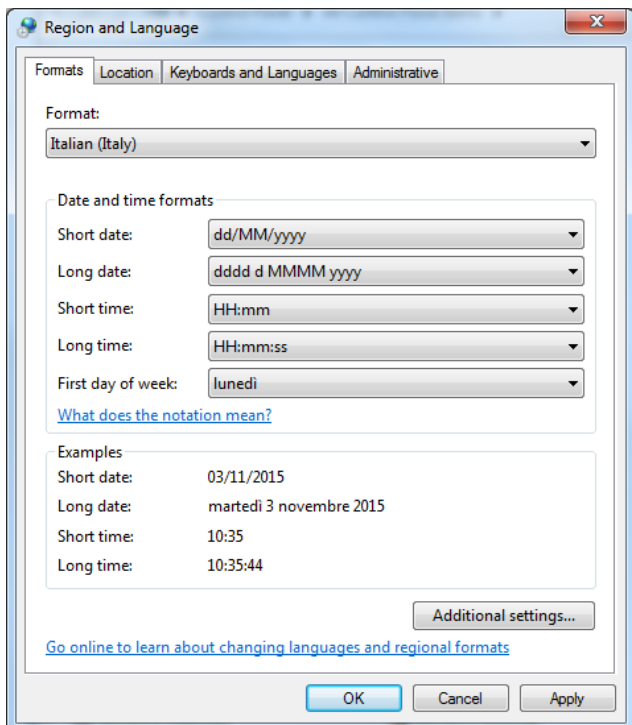 Region and Language
Formats Location Keyboards and Languages Administrative
Format:
Italian (Italy)
Date and time formats
Short date: dd/MM/yyyy
Long date: dddd d MMMM yyyy
Short time: HH:mm
Long time: HH:mm:ss
First day of week: lunedì
What does the notation mean?
Examples
Short date: 03/11/2015
Long date: martedì 3 novembre 2015
Short time: 10:35
Long time: 10:35:44
Additional settings...
Go online to learn about changing languages and regional formats
OK Cancel Apply